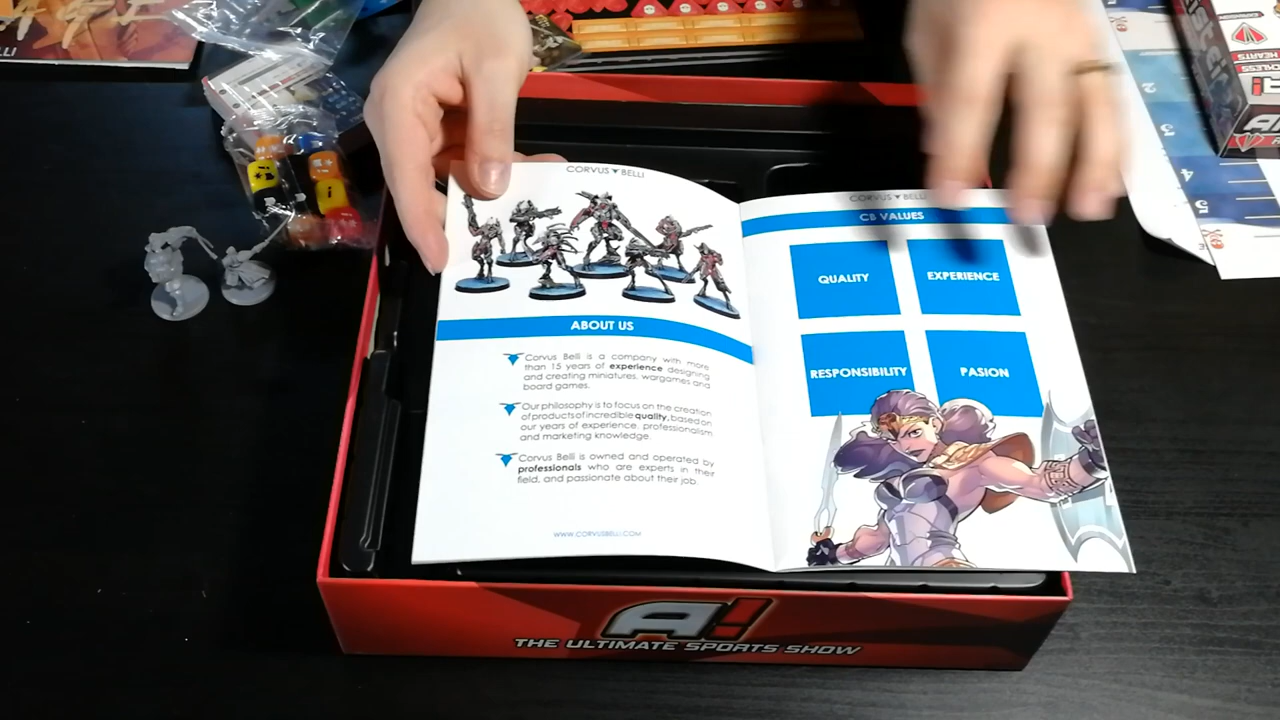 LLI
HEARTS
A!
CORVUS BELLI
ABOUT US
Corvus Belli is a company with more
than 15 years of experience designing
and creating miniatures, wargames and
board games.
Our philosophy is to focus on the creation
of products of incredible quality, based on
our years of experience, professionalism
and marketing knowledge.
Corvus Belli is owned and operated by
professionals who are experts in their
field, and passionate about their job.
WWW.CORVUSBELLI.COM
CORVUS BELLI
CB VALUES
QUALITY
EXPERIENCE
RESPONSIBILITY
PASION
A!
THE ULTIMATE SPORTS SHOW